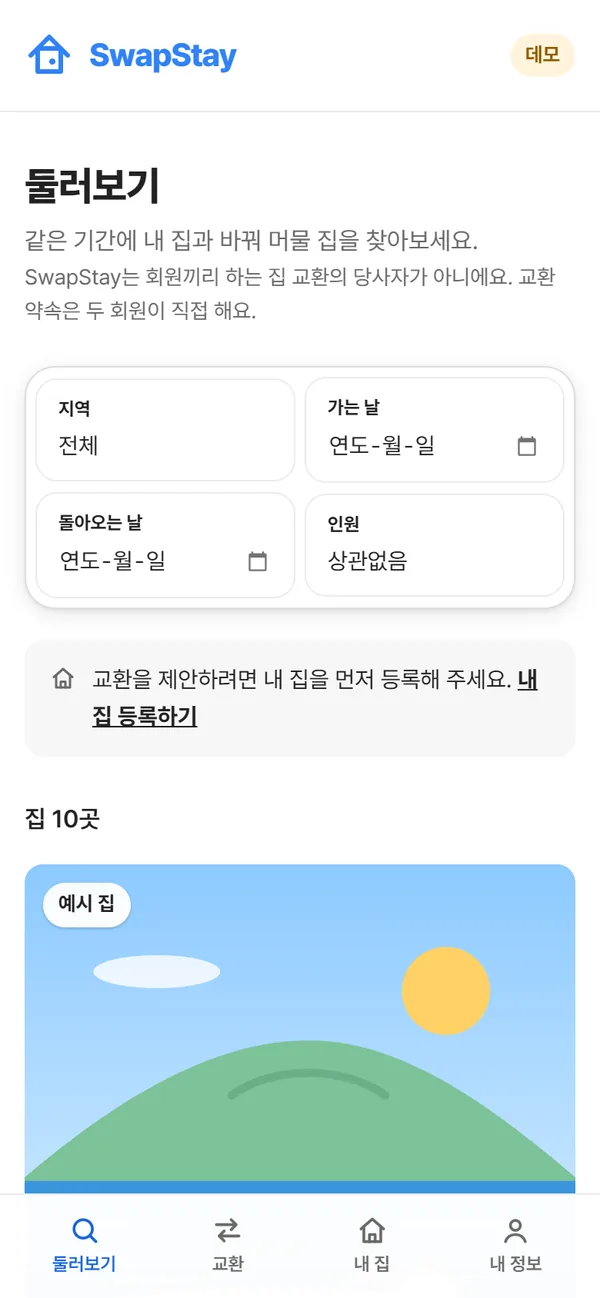 SwapStay
데모
둘러보기
같은 기간에 내 집과 바꿔 머물 집을 찾아보세요.
SwapStay는 회원끼리 하는 집 교환의 당사자가 아니에요. 교환
약속은 두 회원이 직접 해요.
지역
전체
가는 날
연도-월-일
돌아오는 날
연도-월-일
인원
상관없음
교환을 제안하려면 내 집을 먼저 등록해 주세요. 내
집 등록하기
집 10곳
예시 집
둘러보기
교환
내 집
내 정보